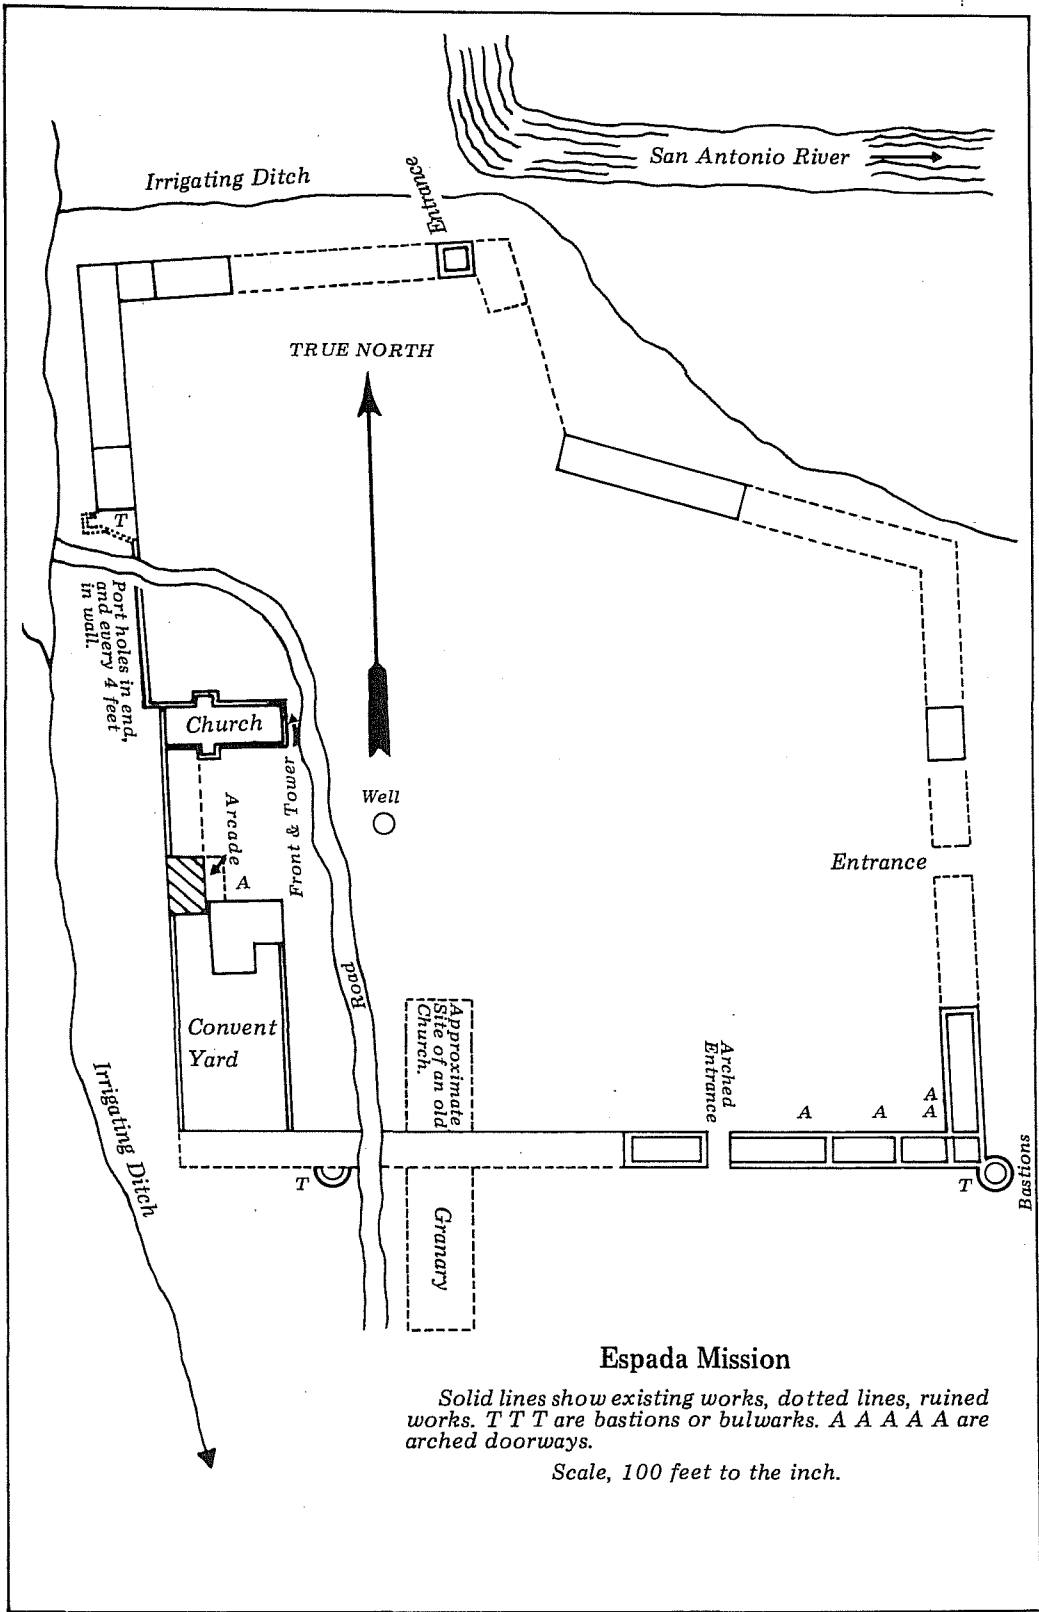 San Antonio River
Irrigating Ditch
Entrance
TRUE NORTH
T
Port holes in end,
and every 4 feet
in wall.
Church
Front & Tower
Arcade
Well
A
Entrance
Road
Convent
Yard
Approximate
Site of an old
Church.
Arched
Entrance
A
A
A
A
Irrigating Ditch
T
T
Bastions
Granary
Espada Mission
Solid lines show existing works, dotted lines, ruined
works. T T T are bastions or bulwarks. A A A A A are
arched doorways.
Scale, 100 feet to the inch.